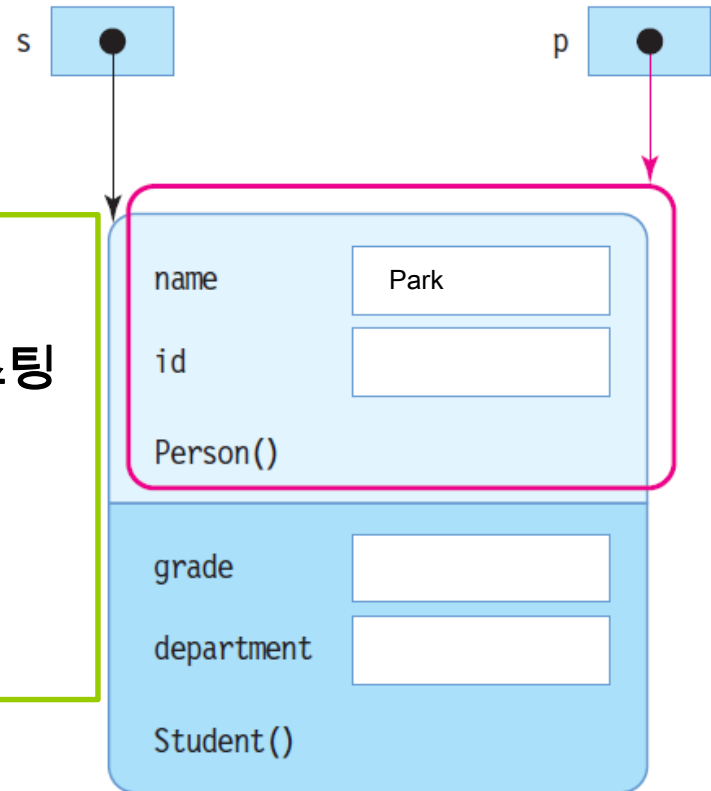 s
p
name
Park
id
Person()
grade
department
Student()